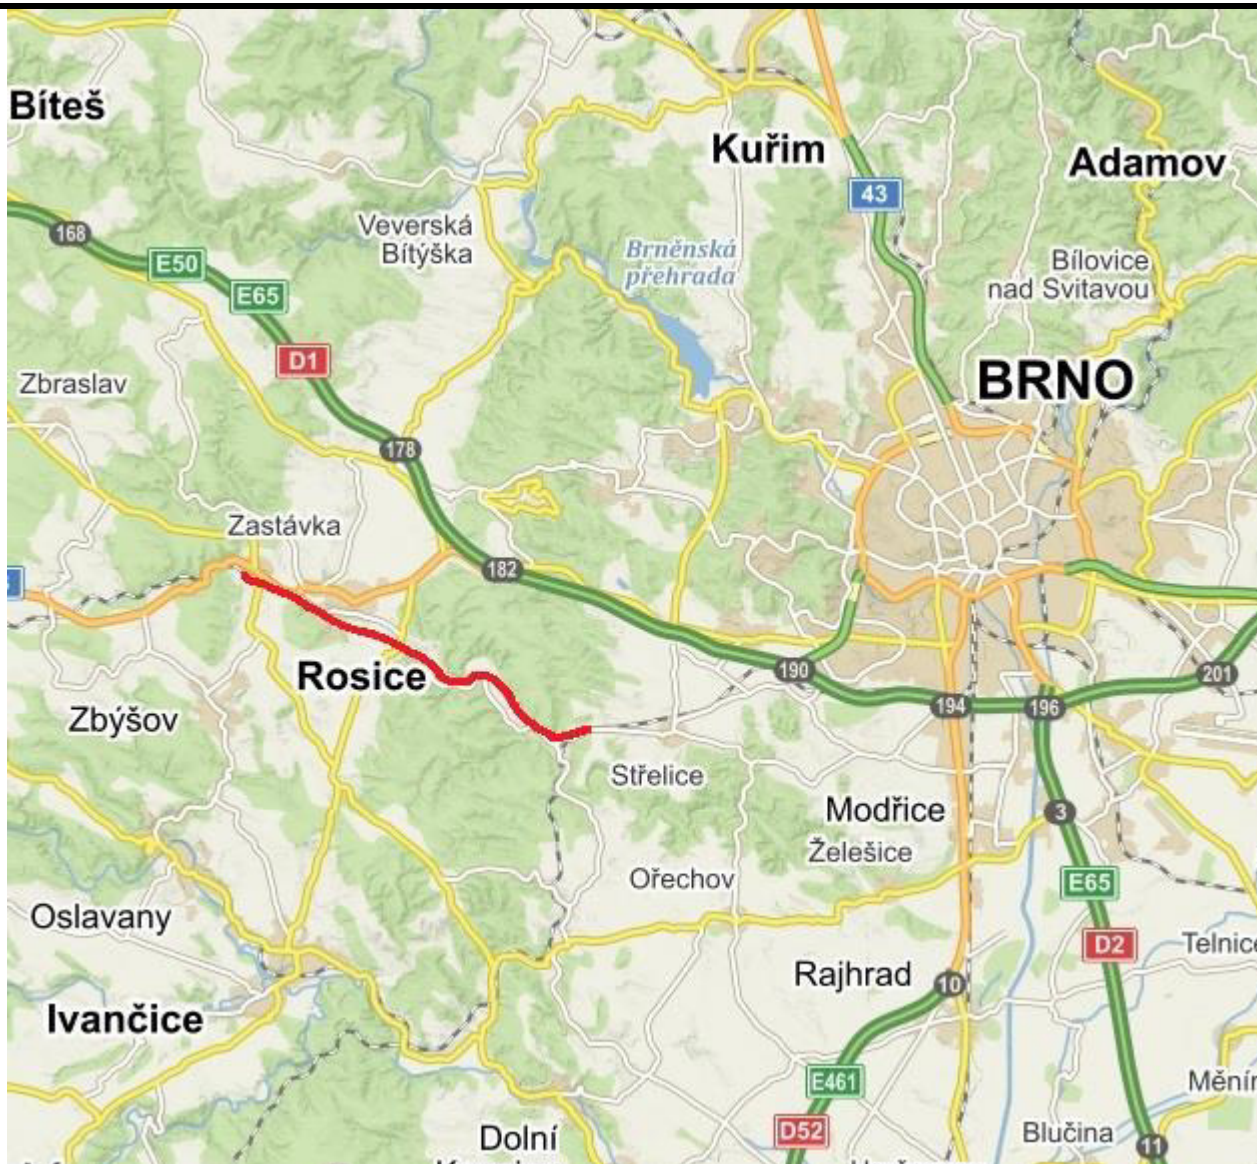 Bíteš
Kuřim
Adamov
43
168
Veverská
Bítýška
Brněnská
přehrada
Bílovice
nad Svitavou
E50
E65
D1
BRNO
Zbraslav
178
Zastávka
182
Rosice
190
201
194
196
Zbýšov
Střelice
Modřice
3
Želešice
Ořechov
E65
Oslavany
D2
Telnice
Rajhrad
10
Ivančice
E461
Měnín
D52
Blučina
Dolní
11